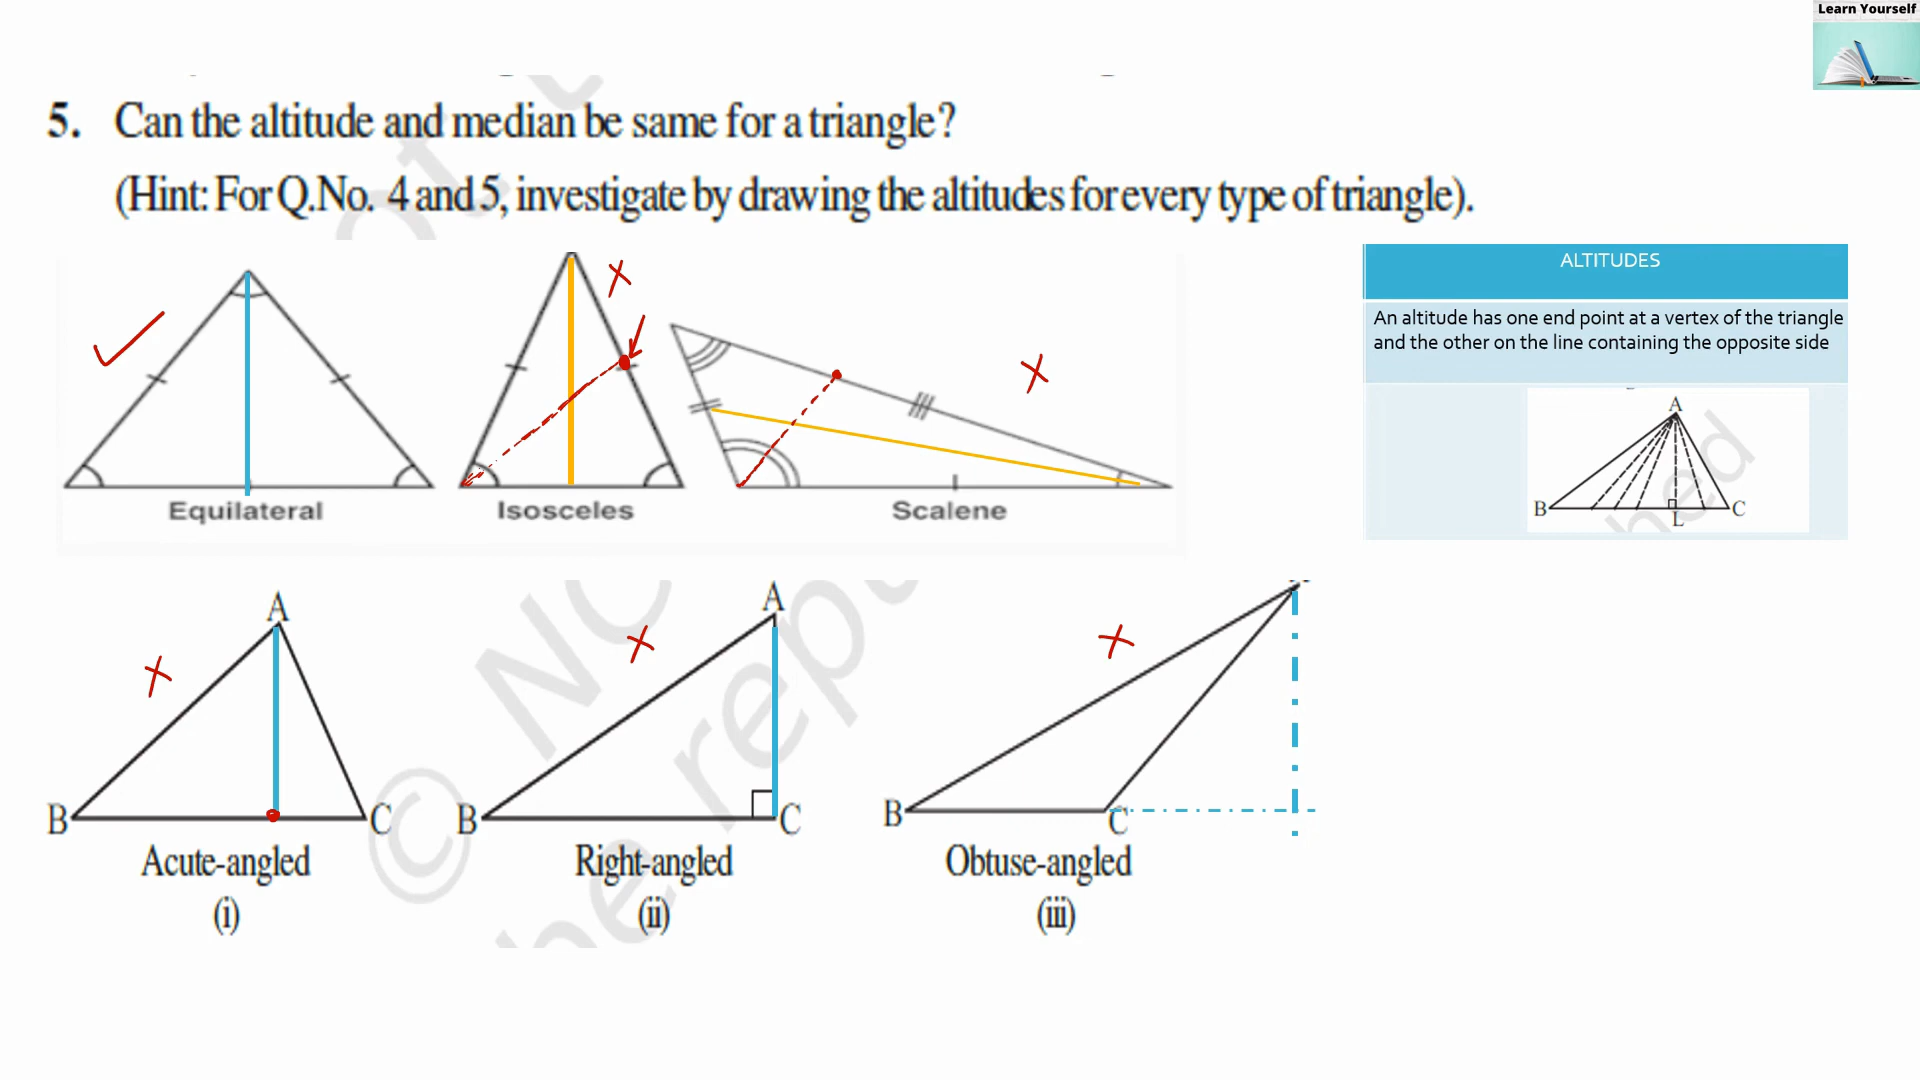 Learn Yourself
5. Can the altitude and median be same for a triangle?
(Hint: For Q.No. 4 and 5, investigate by drawing the altitudes for every type of triangle).
ALTITUDES
An altitude has one end point at a vertex of the triangle
and the other on the line containing the opposite side
A
B
L
C
Equilateral
Isosceles
Scalene
A
B
C
Acute-angled
(i)
A
B
C
Right-angled
(ii)
B
C
Obtuse-angled
(iii)